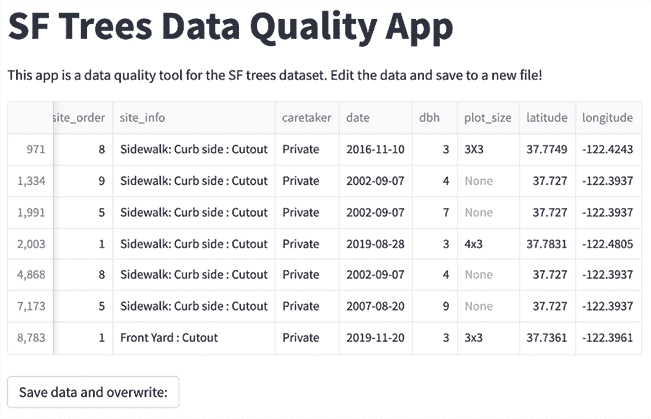 SF Trees Data Quality App
This app is a data quality tool for the SF trees dataset. Edit the data and save to a new file!
site_order site_info caretaker date dbh plot_size latitude longitude
971 8 Sidewalk: Curb side : Cutout Private 2016-11-10 3 3X3 37.7749 -122.4243
1,334 9 Sidewalk: Curb side : Cutout Private 2002-09-07 4 None 37.727 -122.3937
1,991 5 Sidewalk: Curb side : Cutout Private 2002-09-07 7 None 37.727 -122.3937
2,003 1 Sidewalk: Curb side : Cutout Private 2019-08-28 3 4x3 37.7831 -122.4805
4,868 8 Sidewalk: Curb side : Cutout Private 2002-09-07 4 None 37.727 -122.3937
7,173 5 Sidewalk: Curb side : Cutout Private 2007-08-20 9 None 37.727 -122.3937
8,783 1 Front Yard : Cutout Private 2019-11-20 3 3x3 37.7361 -122.3961
Save data and overwrite: